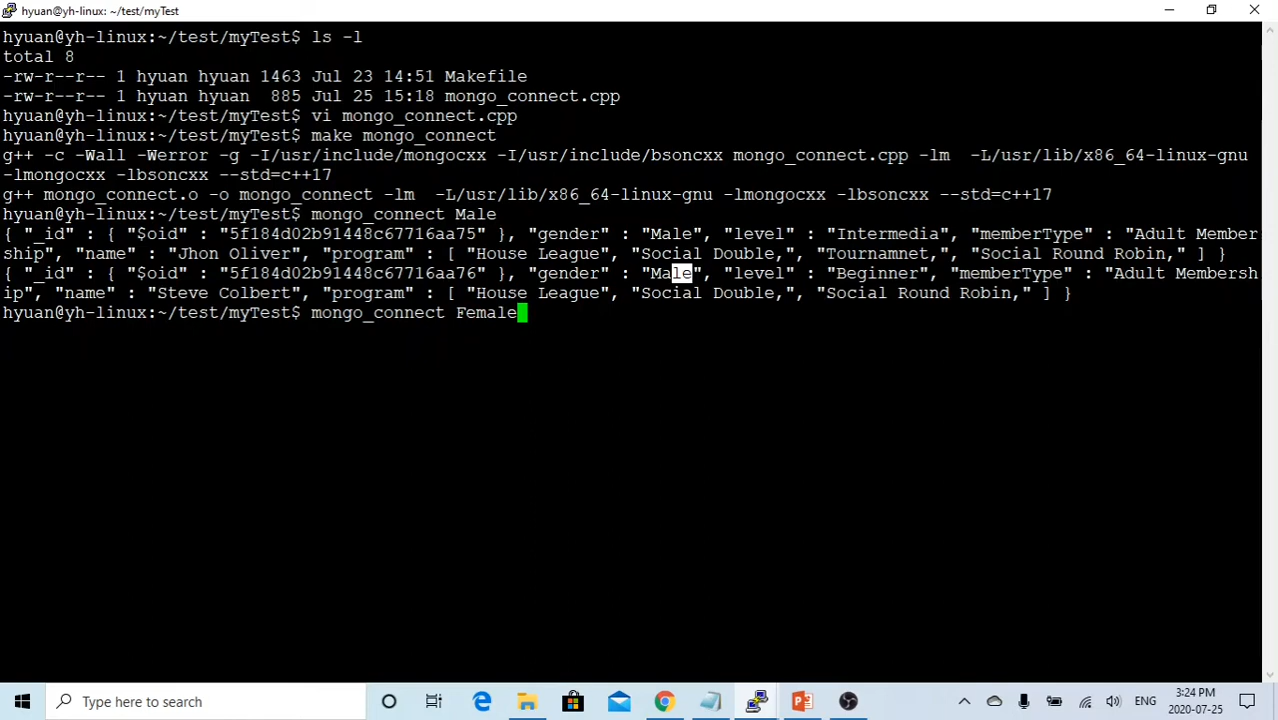 hyuan@yh-linux: ~/test/myTest
hyuan@yh-linux:~/test/myTest$ ls -l
total 8
-rw-r--r-- 1 hyuan hyuan 1463 Jul 23 14:51 Makefile
-rw-r--r-- 1 hyuan hyuan  885 Jul 25 15:18 mongo_connect.cpp
hyuan@yh-linux:~/test/myTest$ vi mongo_connect.cpp
hyuan@yh-linux:~/test/myTest$ make mongo_connect
g++ -c -Wall -Werror -g -I/usr/include/mongocxx -I/usr/include/bsoncxx mongo_connect.cpp -lm  -L/usr/lib/x86_64-linux-gnu
-lmongocxx -lbsoncxx --std=c++17
g++ mongo_connect.o -o mongo_connect -lm  -L/usr/lib/x86_64-linux-gnu -lmongocxx -lbsoncxx --std=c++17
hyuan@yh-linux:~/test/myTest$ mongo_connect Male
{ "_id" : { "$oid" : "5f184d02b91448c67716aa75" }, "gender" : "Male", "level" : "Intermedia", "memberType" : "Adult Member
ship", "name" : "Jhon Oliver", "program" : [ "House League", "Social Double,", "Tournamnet,", "Social Round Robin," ] }
{ "_id" : { "$oid" : "5f184d02b91448c67716aa76" }, "gender" : "Male", "level" : "Beginner", "memberType" : "Adult Membersh
ip", "name" : "Steve Colbert", "program" : [ "House League", "Social Double,", "Social Round Robin," ] }
hyuan@yh-linux:~/test/myTest$ mongo_connect Female
Type here to search
ENG
3:24 PM
2020-07-25